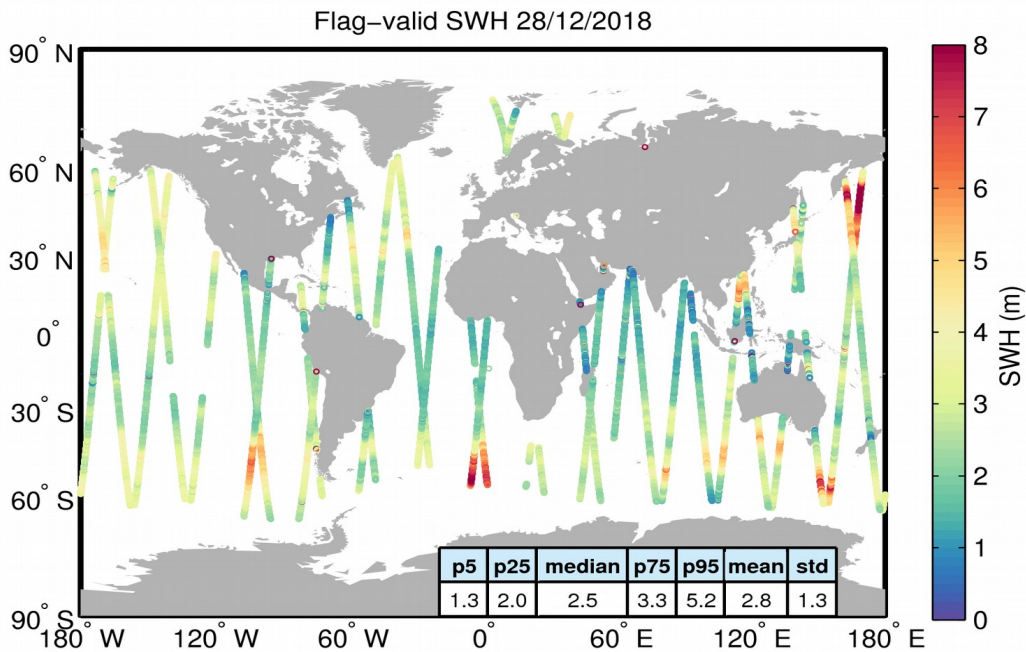 Flag−valid SWH 28/12/2018
90° N
60° N
30° N
0°
30° S
60° S
90° S
180° W
120° W
60° W
0°
60° E
120° E
180° E
p5 p25 median p75 p95 mean std
1.3 2.0 2.5 3.3 5.2 2.8 1.3
8
7
6
5
4
3
2
1
0
SWH (m)